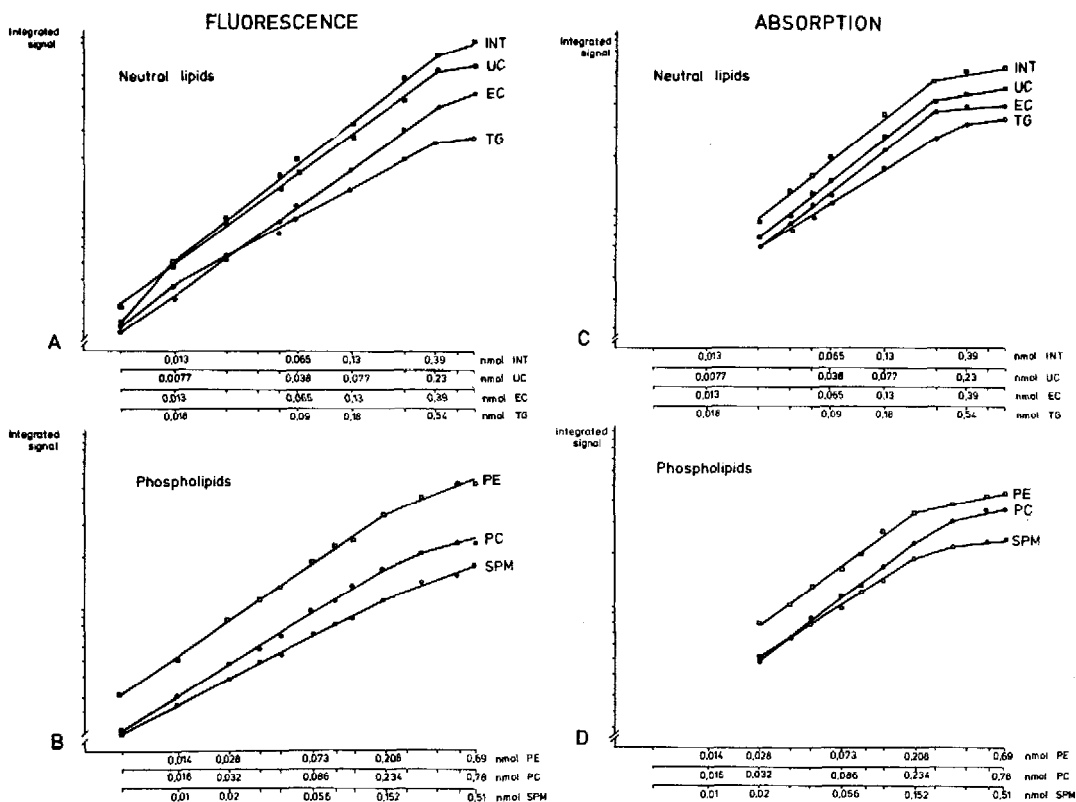 FLUORESCENCE
Integrated
signal
Neutral lipids
INT
UC
EC
TG
A
0,013 0,065 0,13 0,39 nmol INT
0,0077 0,038 0,077 0,23 nmol UC
0,013 0,065 0,13 0,39 nmol EC
0,018 0,09 0,18 0,54 nmol TG
Integrated
signal
Phospholipids
PE
PC
SPM
B
0,014 0,028 0,073 0,208 0,69 nmol PE
0,016 0,032 0,086 0,234 0,78 nmol PC
0,01 0,02 0,056 0,152 0,51 nmol SPM
ABSORPTION
Integrated
signal
Neutral lipids
INT
UC
EC
TG
C
0,013 0,065 0,13 0,39 nmol INT
0,0077 0,038 0,077 0,23 nmol UC
0,013 0,065 0,13 0,39 nmol EC
0,018 0,09 0,18 0,54 nmol TG
Integrated
signal
Phospholipids
PE
PC
SPM
D
0,014 0,028 0,073 0,208 0,69 nmol PE
0,016 0,032 0,086 0,234 0,78 nmol PC
0,01 0,02 0,056 0,152 0,51 nmol SPM